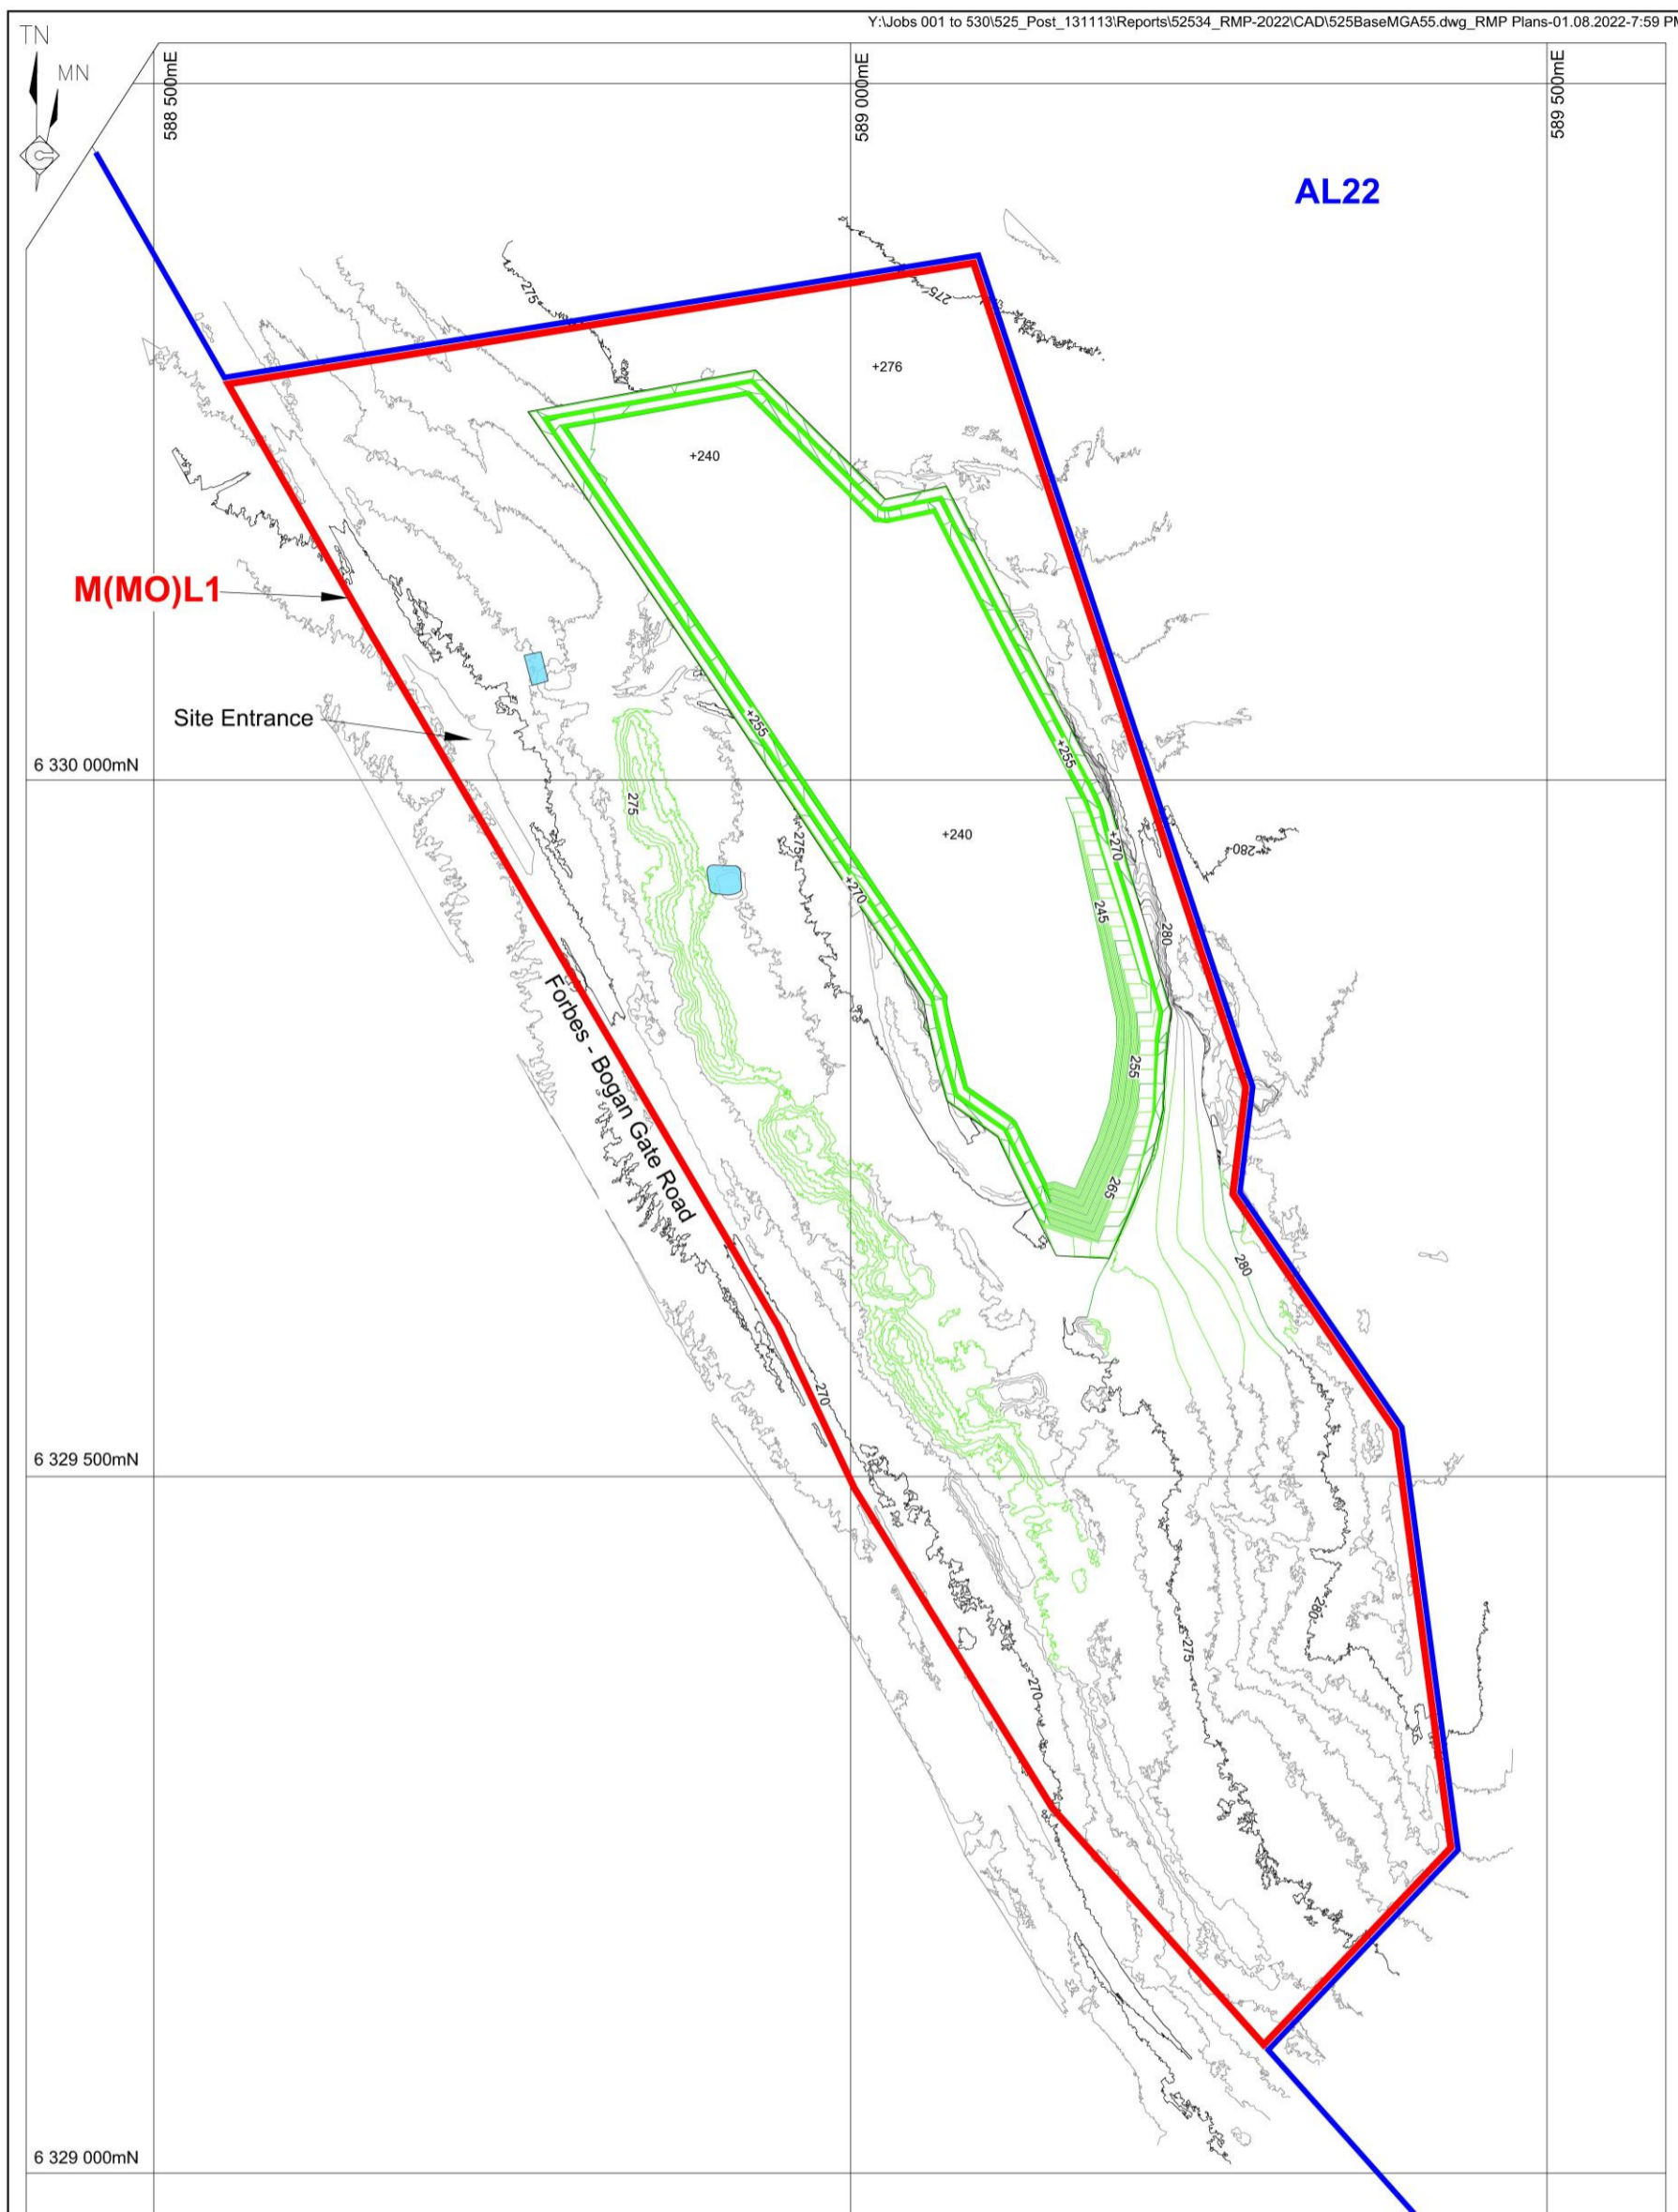 Y:\Jobs 001 to 530\525_Post_131113\Reports\52534_RMP-2022\CAD\525BaseMGA55.dwg_RMP Plans-01.08.2022-7:59 PM
TN
MN
588 500mE
589 000mE
589 500mE
AL22
275
275
+276
+240
M(MO)L1
Site Entrance
+255
+255
6 330 000mN
275
275
+240
+270
280
+270
245
280
Forbes - Bogan Gate Road
255
265
280
270
6 329 500mN
280
275
270
6 329 000mN